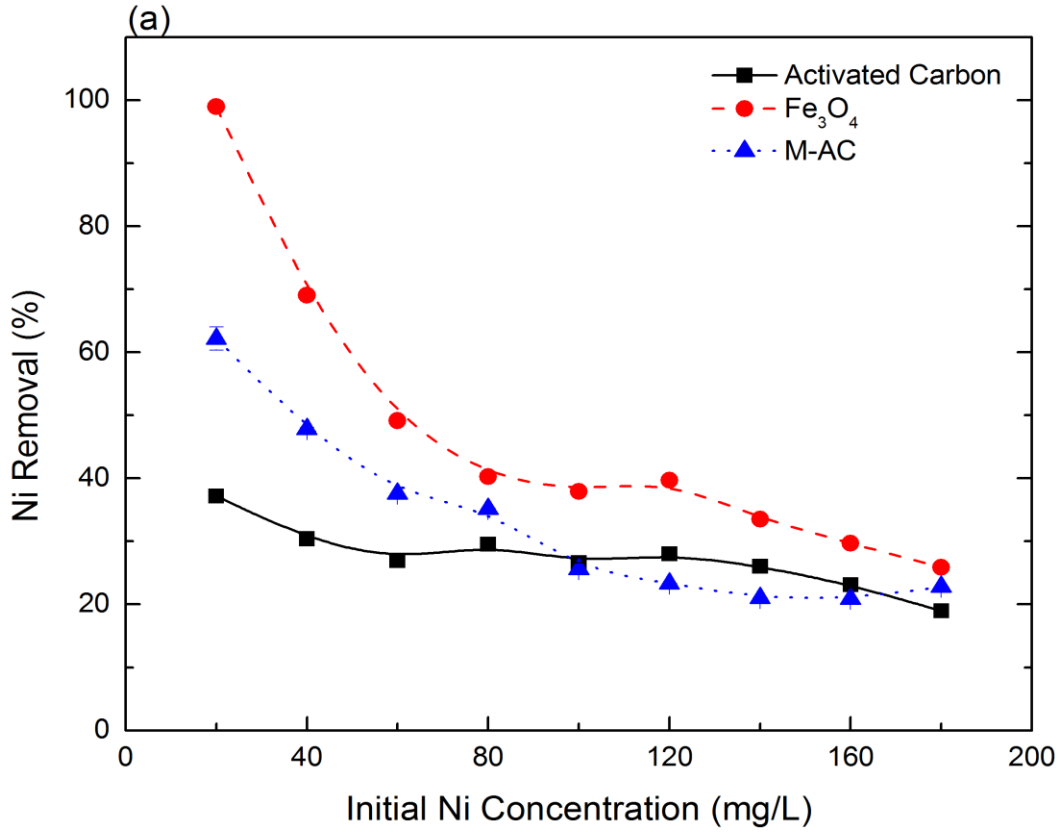 (a)
Activated Carbon
Fe₃O₄
M-AC
Ni Removal (%)
100
80
60
40
20
0
0 40 80 120 160 200
Initial Ni Concentration (mg/L)